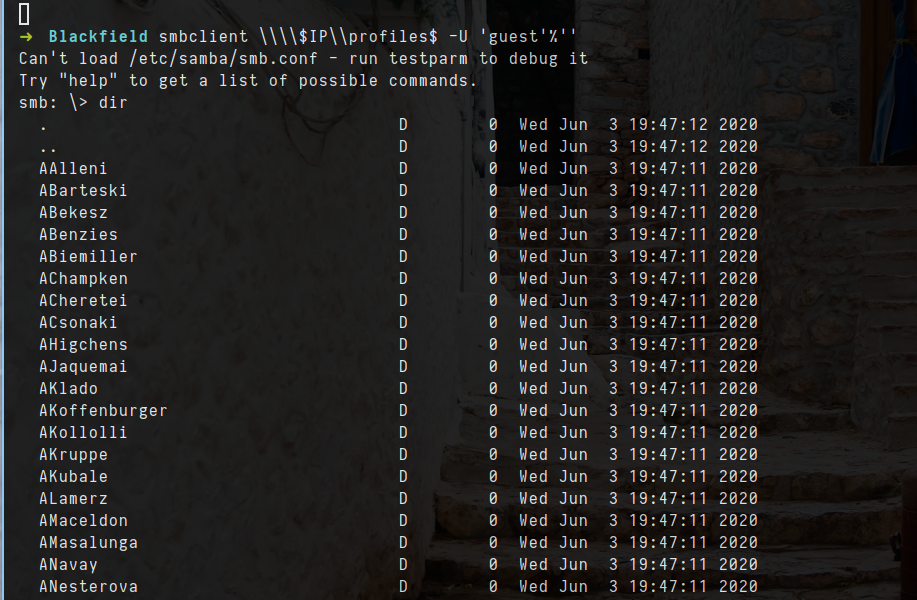 → Blackfield smbclient \\\\$IP\\profiles$ -U 'guest'%''
Can't load /etc/samba/smb.conf - run testparm to debug it
Try "help" to get a list of possible commands.
smb: \> dir
. D 0 Wed Jun 3 19:47:12 2020
.. D 0 Wed Jun 3 19:47:12 2020
AAlleni D 0 Wed Jun 3 19:47:11 2020
ABarteski D 0 Wed Jun 3 19:47:11 2020
ABekesz D 0 Wed Jun 3 19:47:11 2020
ABenzies D 0 Wed Jun 3 19:47:11 2020
ABiemiller D 0 Wed Jun 3 19:47:11 2020
AChampken D 0 Wed Jun 3 19:47:11 2020
ACheretei D 0 Wed Jun 3 19:47:11 2020
ACsonaki D 0 Wed Jun 3 19:47:11 2020
AHigchens D 0 Wed Jun 3 19:47:11 2020
AJaquemai D 0 Wed Jun 3 19:47:11 2020
AKlado D 0 Wed Jun 3 19:47:11 2020
AKoffenburger D 0 Wed Jun 3 19:47:11 2020
AKollolli D 0 Wed Jun 3 19:47:11 2020
AKruppe D 0 Wed Jun 3 19:47:11 2020
AKubale D 0 Wed Jun 3 19:47:11 2020
ALamerz D 0 Wed Jun 3 19:47:11 2020
AMaceldon D 0 Wed Jun 3 19:47:11 2020
AMasalunga D 0 Wed Jun 3 19:47:11 2020
ANavay D 0 Wed Jun 3 19:47:11 2020
ANesterova D 0 Wed Jun 3 19:47:11 2020